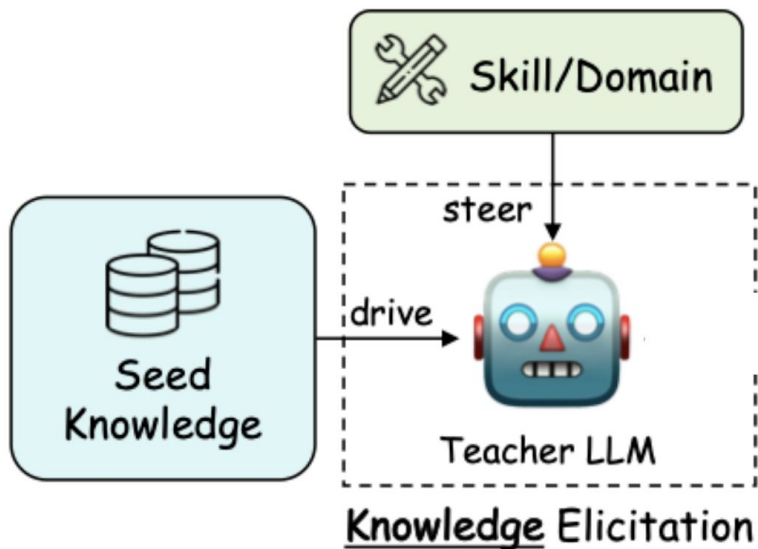 Skill/Domain
steer
drive
Seed
Knowledge
Teacher LLM
Knowledge Elicitation